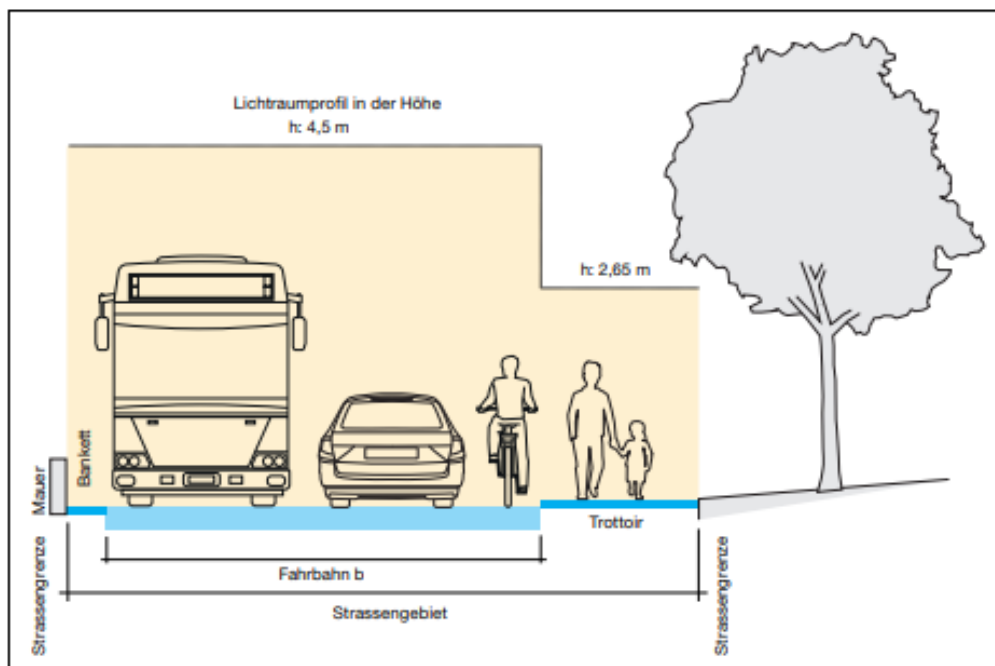 Lichtraumprofil in der Höhe
h: 4,5 m
h: 2,65 m
Bankett
Mauer
Trottoir
Fahrbahn b
Strassengebiet
Strassengrenze
Strassengrenze